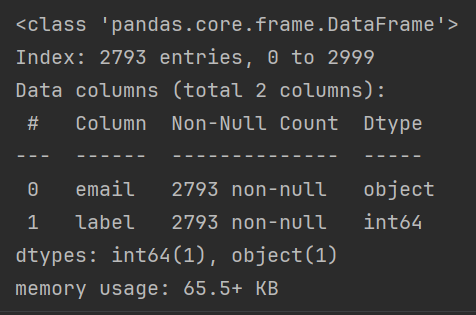 <class 'pandas.core.frame.DataFrame'>
Index: 2793 entries, 0 to 2999
Data columns (total 2 columns):
 #   Column  Non-Null Count  Dtype
---  ------  --------------  -----
 0   email   2793 non-null   object
 1   label   2793 non-null   int64
dtypes: int64(1), object(1)
memory usage: 65.5+ KB